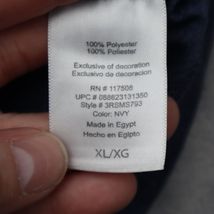 100% Polyester
100% Poliester
Exclusive of decoration
Exclusivo de decoracion
RN # 117508
UPC # 088623131350
Style # 3RSMS793
Color: NVY
Made in Egypt
Hecho en Egipto
XL/XG